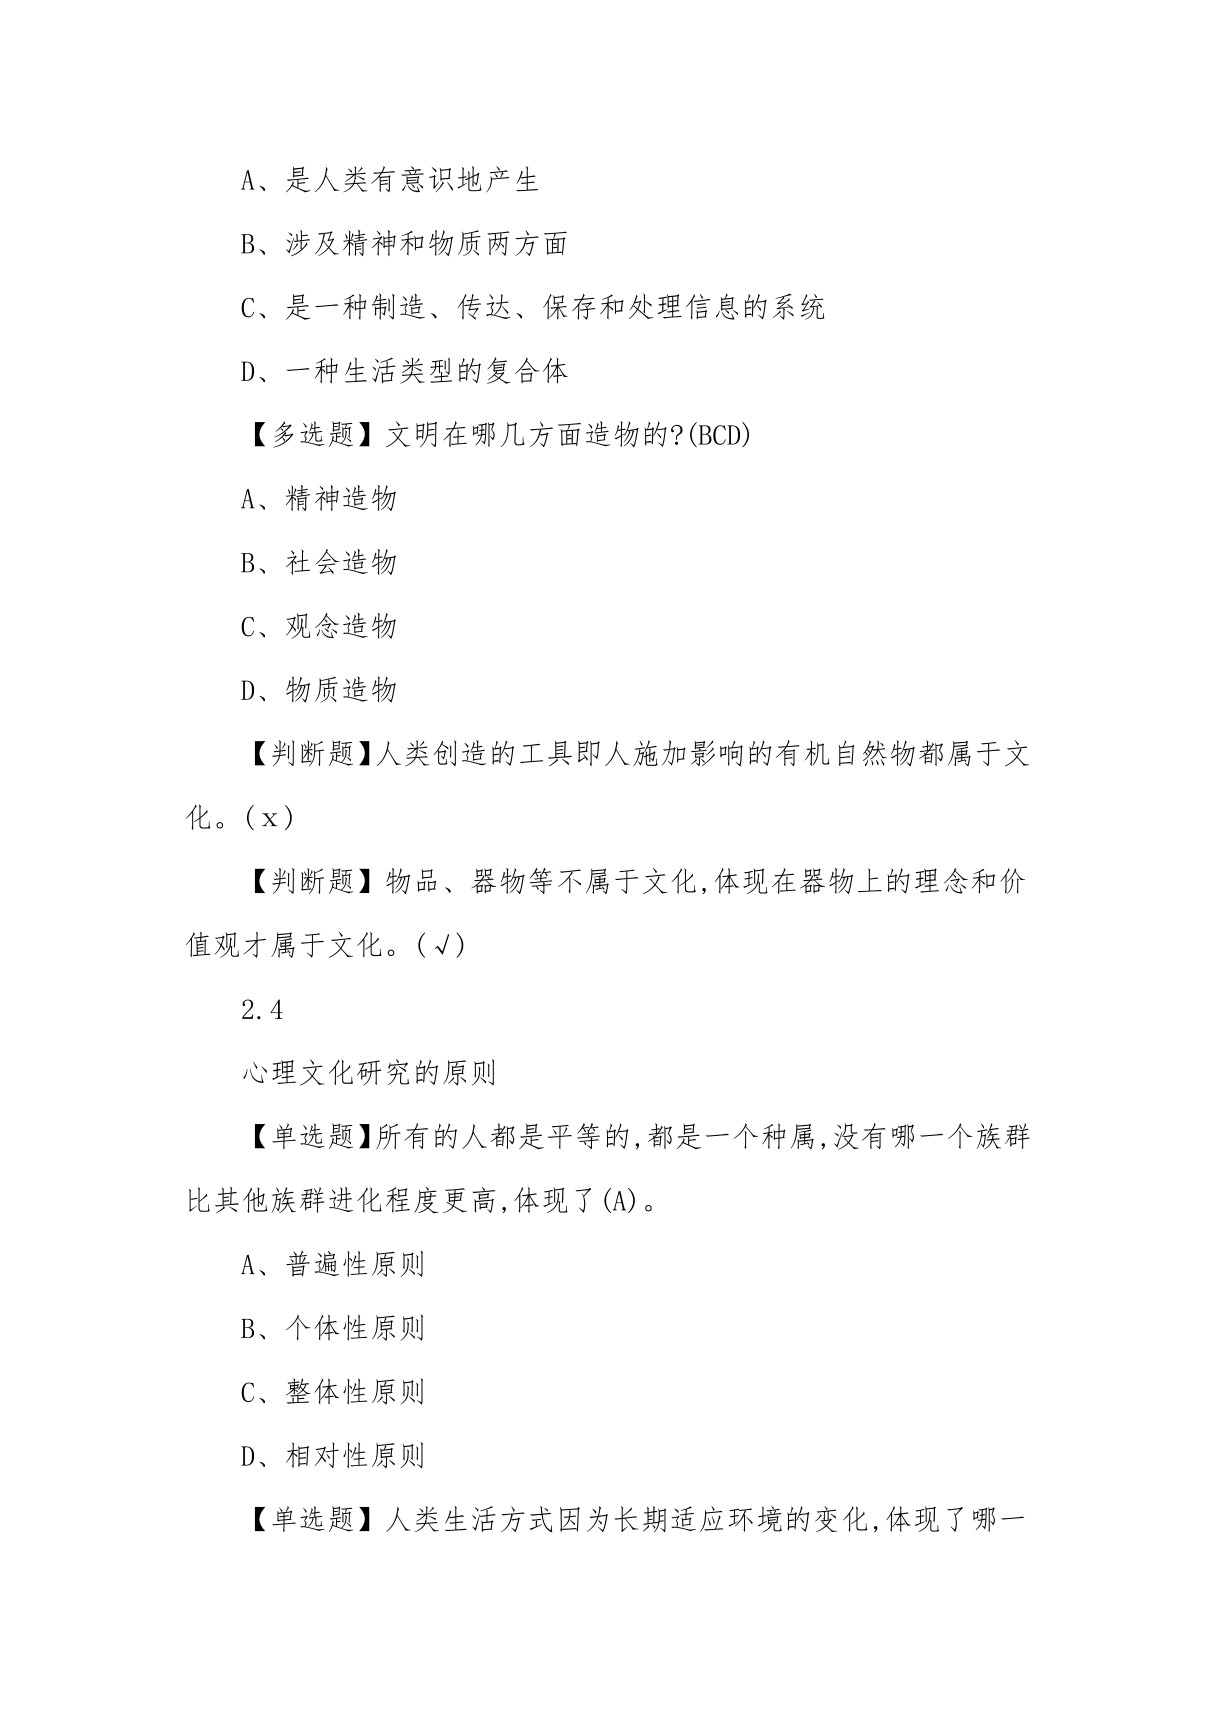 A、是人类有意识地产生
B、涉及精神和物质两方面
C、是一种制造、传达、保存和处理信息的系统
D、一种生活类型的复合体
【多选题】文明在哪几方面造物的?(BCD)
A、精神造物
B、社会造物
C、观念造物
D、物质造物
【判断题】人类创造的工具即人施加影响的有机自然物都属于文
化。(x)
【判断题】物品、器物等不属于文化,体现在器物上的理念和价
值观才属于文化。(√)
2.4
心理文化研究的原则
【单选题】所有的人都是平等的,都是一个种属,没有哪一个族群
比其他族群进化程度更高,体现了(A)。
A、普遍性原则
B、个体性原则
C、整体性原则
D、相对性原则
【单选题】人类生活方式因为长期适应环境的变化,体现了哪一